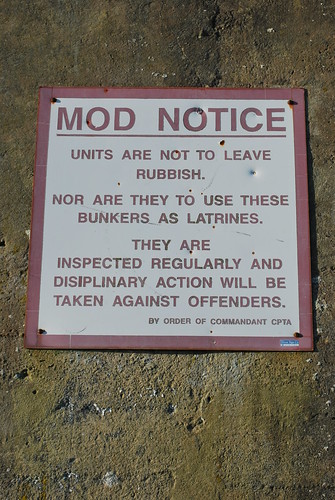 MOD NOTICE
UNITS ARE NOT TO LEAVE
RUBBISH.
NOR ARE THEY TO USE THESE
BUNKERS AS LATRINES.
THEY ARE
INSPECTED REGULARLY AND
DISIPLINARY ACTION WILL BE
TAKEN AGAINST OFFENDERS.
BY ORDER OF COMMANDANT CPTA